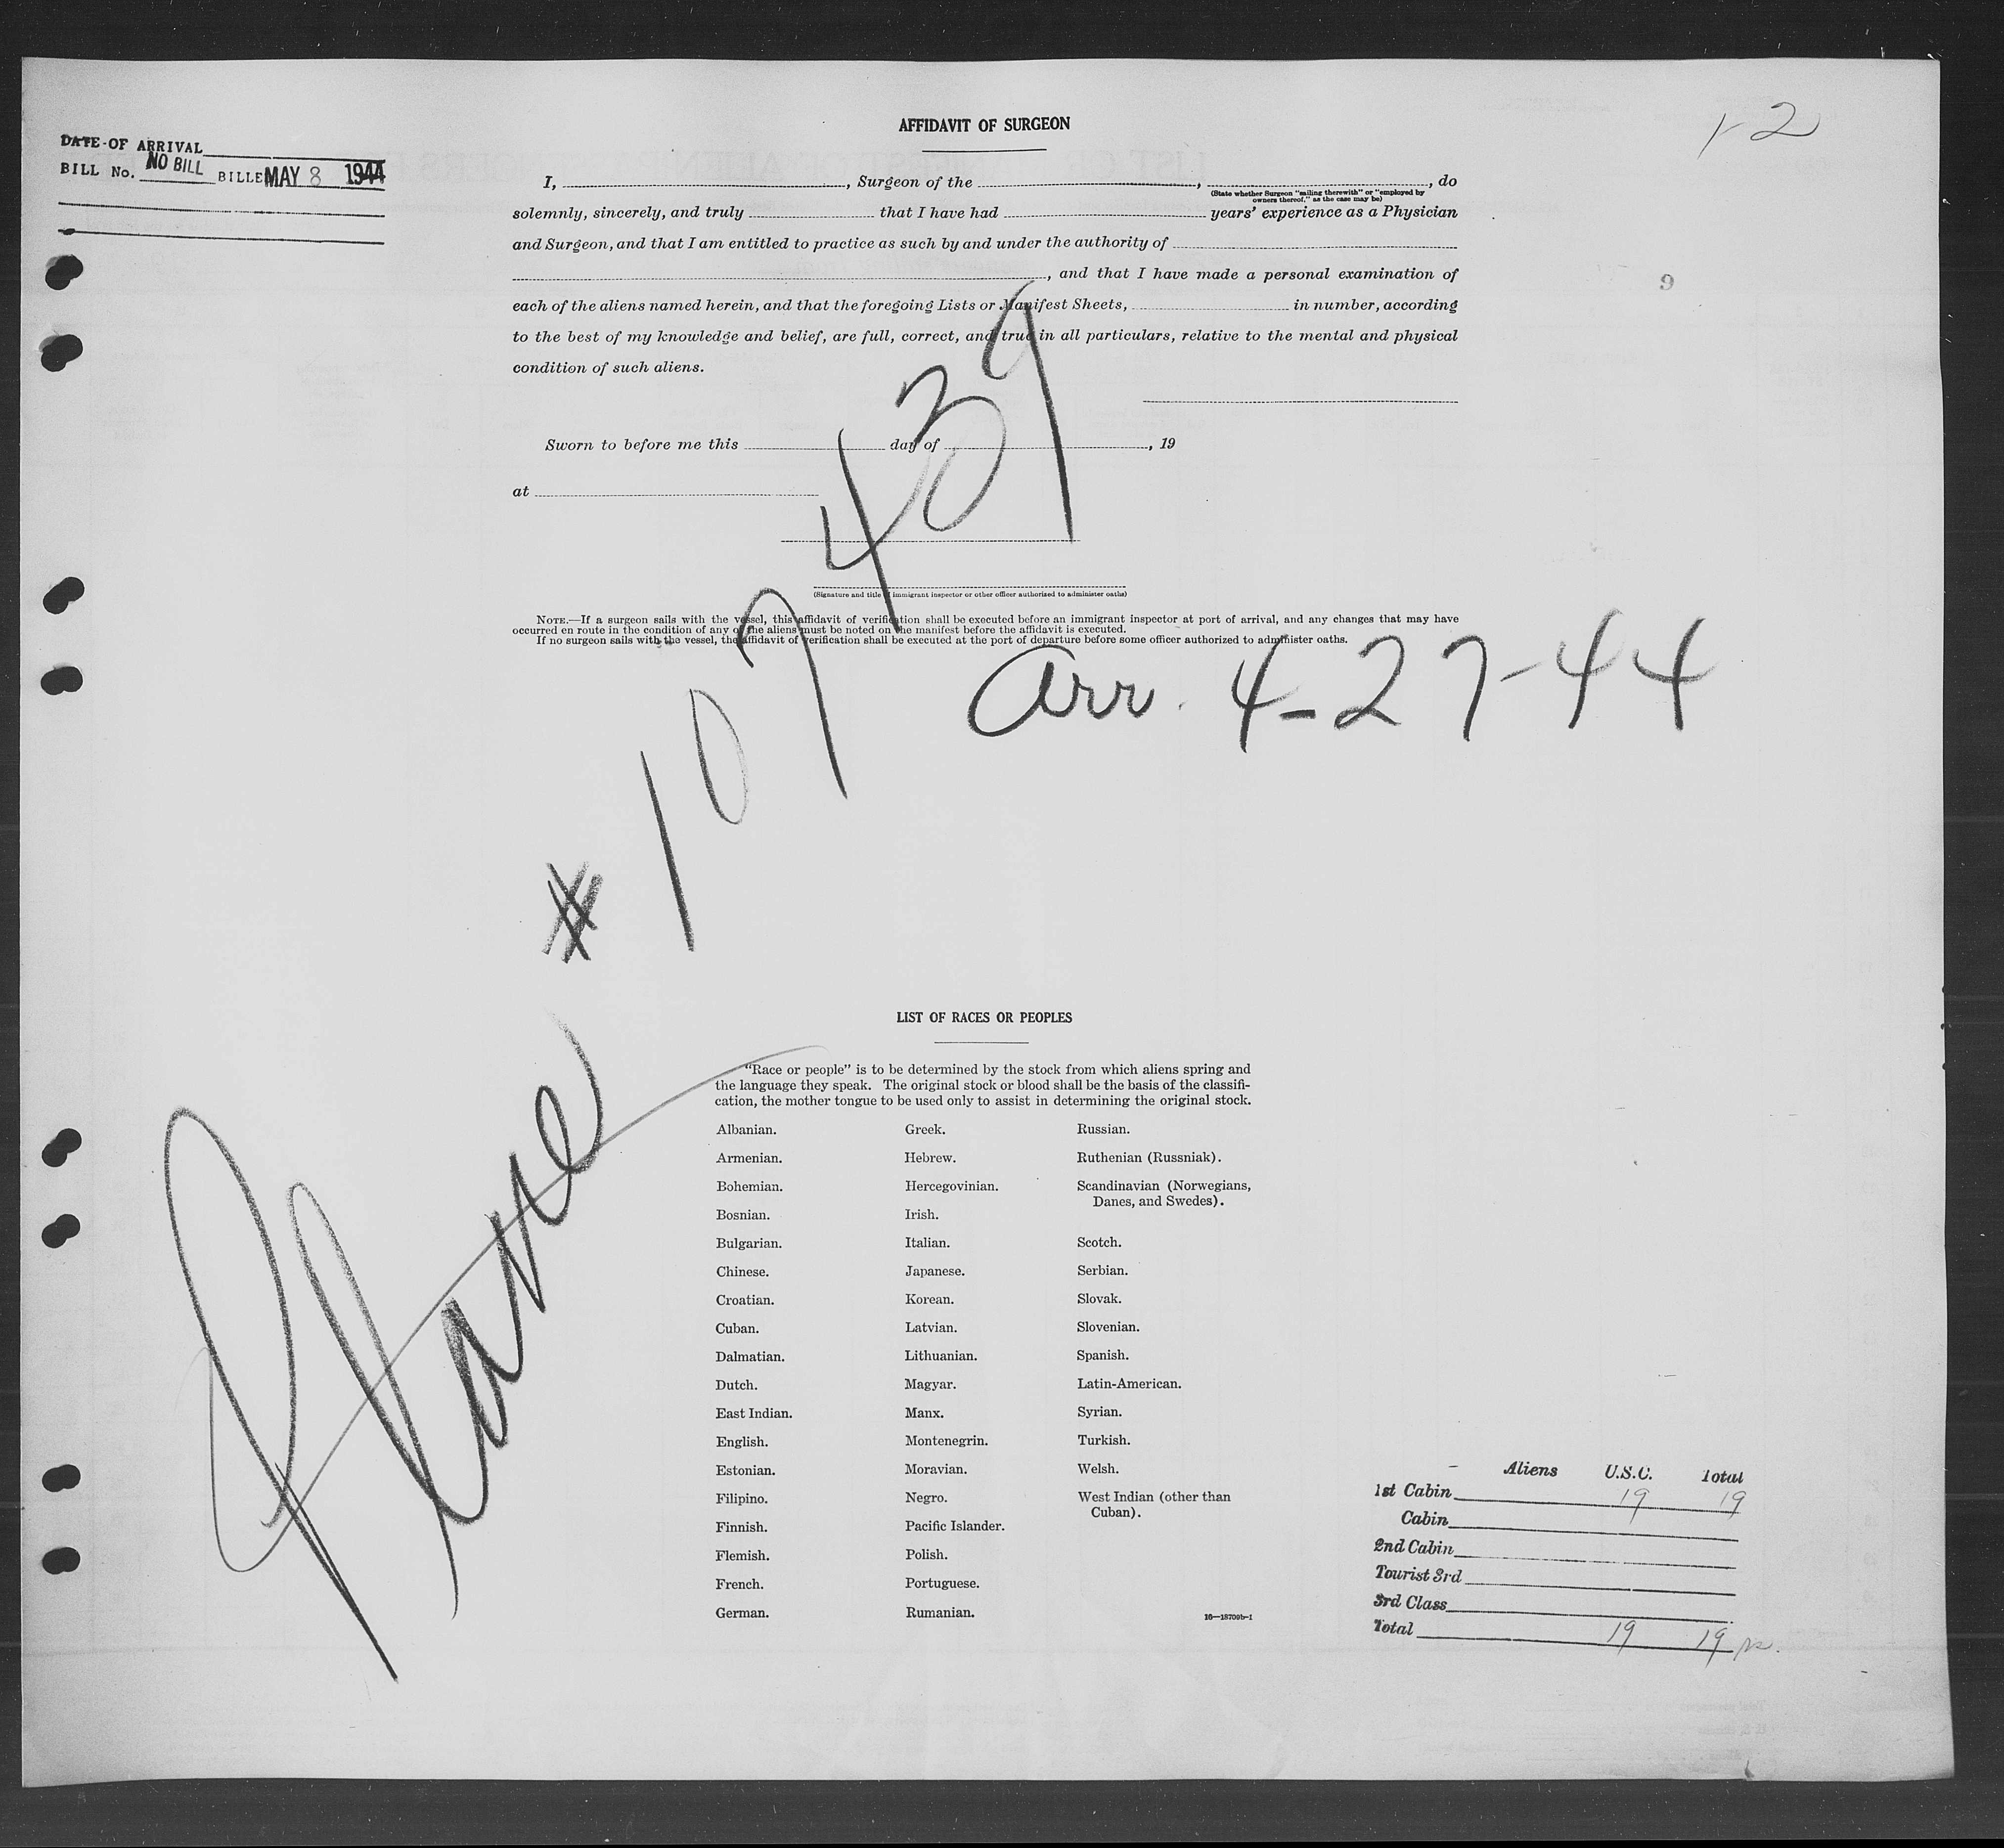 1-2
DATE OF ARRIVAL
BILL No. NO BILL BILLE MAY 8 1944
AFFIDAVIT OF SURGEON
I, , Surgeon of the , , do
(State whether Surgeon "sailing therewith" or "employed by
owners thereof," as the case may be)
solemnly, sincerely, and truly that I have had years' experience as a Physician
and Surgeon, and that I am entitled to practice as such by and under the authority of
, and that I have made a personal examination of
each of the aliens named herein, and that the foregoing Lists or Manifest Sheets, in number, according
to the best of my knowledge and belief, are full, correct, and true in all particulars, relative to the mental and physical
condition of such aliens.
9
Sworn to before me this day of , 19
at
(Signature and title of immigrant inspector or other officer authorized to administer oaths)
NOTE.—If a surgeon sails with the vessel, this affidavit of verification shall be executed before an immigrant inspector at port of arrival, and any changes that may have
occurred en route in the condition of any of the aliens must be noted on the manifest before the affidavit is executed.
If no surgeon sails with the vessel, the affidavit of verification shall be executed at the port of departure before some officer authorized to administer oaths.
Plane # 107439
Arr. 4-27-44
LIST OF RACES OR PEOPLES
"Race or people" is to be determined by the stock from which aliens spring and
the language they speak. The original stock or blood shall be the basis of the classifi-
cation, the mother tongue to be used only to assist in determining the original stock.
Albanian. Greek. Russian.
Armenian. Hebrew. Ruthenian (Russniak).
Bohemian. Hercegovinian. Scandinavian (Norwegians,
Danes, and Swedes).
Bosnian. Irish.
Bulgarian. Italian. Scotch.
Chinese. Japanese. Serbian.
Croatian. Korean. Slovak.
Cuban. Latvian. Slovenian.
Dalmatian. Lithuanian. Spanish.
Dutch. Magyar. Latin-American.
East Indian. Manx. Syrian.
English. Montenegrin. Turkish.
Estonian. Moravian. Welsh.
Filipino. Negro. West Indian (other than
Cuban).
Finnish. Pacific Islander.
Flemish. Polish.
French. Portuguese.
German. Rumanian.
16—18709b-1
Aliens U.S.C. Total
1st Cabin 19 19
Cabin
2nd Cabin
Tourist 3rd
3rd Class
Total 19 19